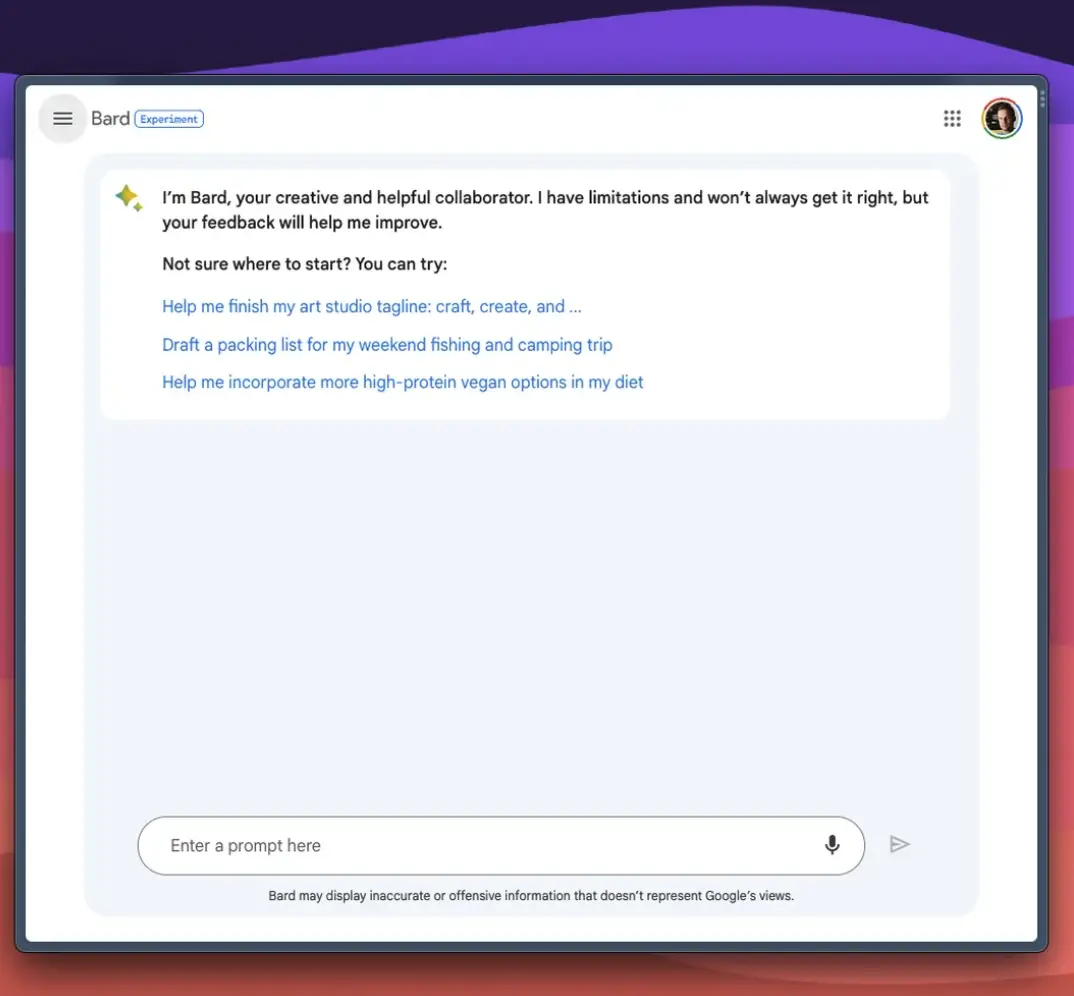 Bard Experiment
I’m Bard, your creative and helpful collaborator. I have limitations and won’t always get it right, but
your feedback will help me improve.
Not sure where to start? You can try:
Help me finish my art studio tagline: craft, create, and ...
Draft a packing list for my weekend fishing and camping trip
Help me incorporate more high-protein vegan options in my diet
Enter a prompt here
Bard may display inaccurate or offensive information that doesn’t represent Google’s views.